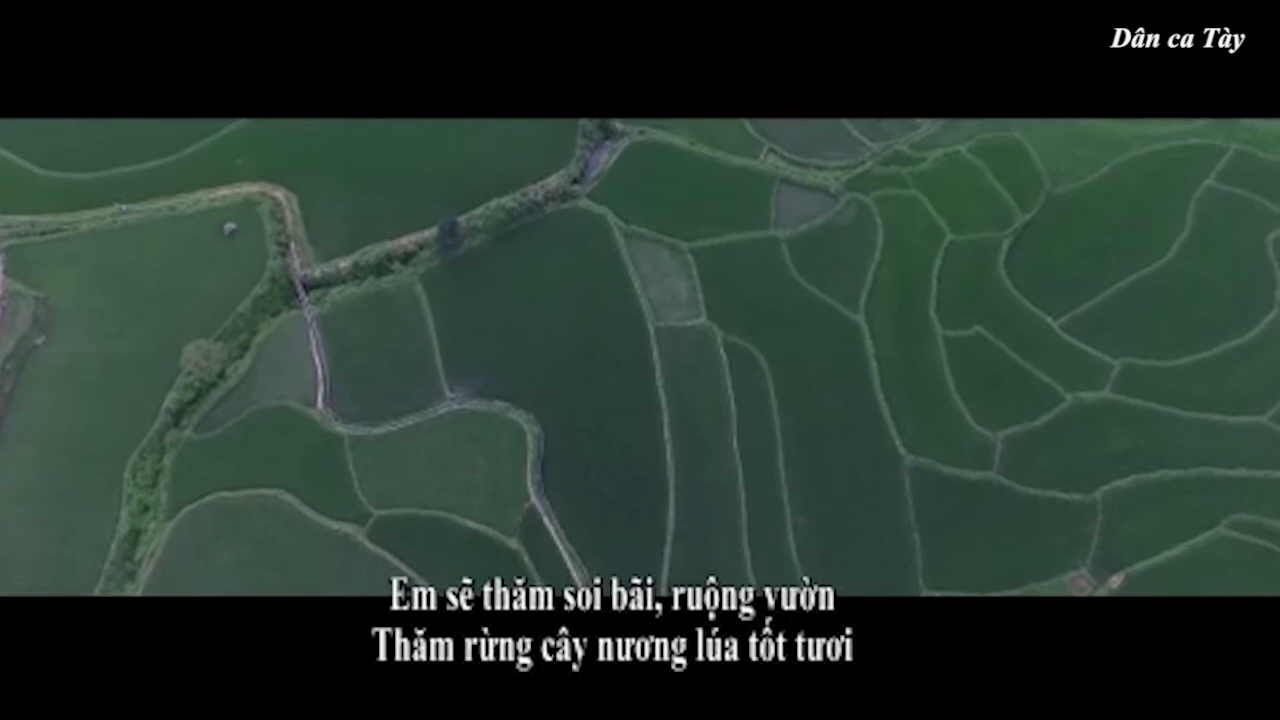 Dân ca Tày
Em sẽ thăm soi bãi, ruộng vườn
Thăm rừng cây nương lúa tốt tươi